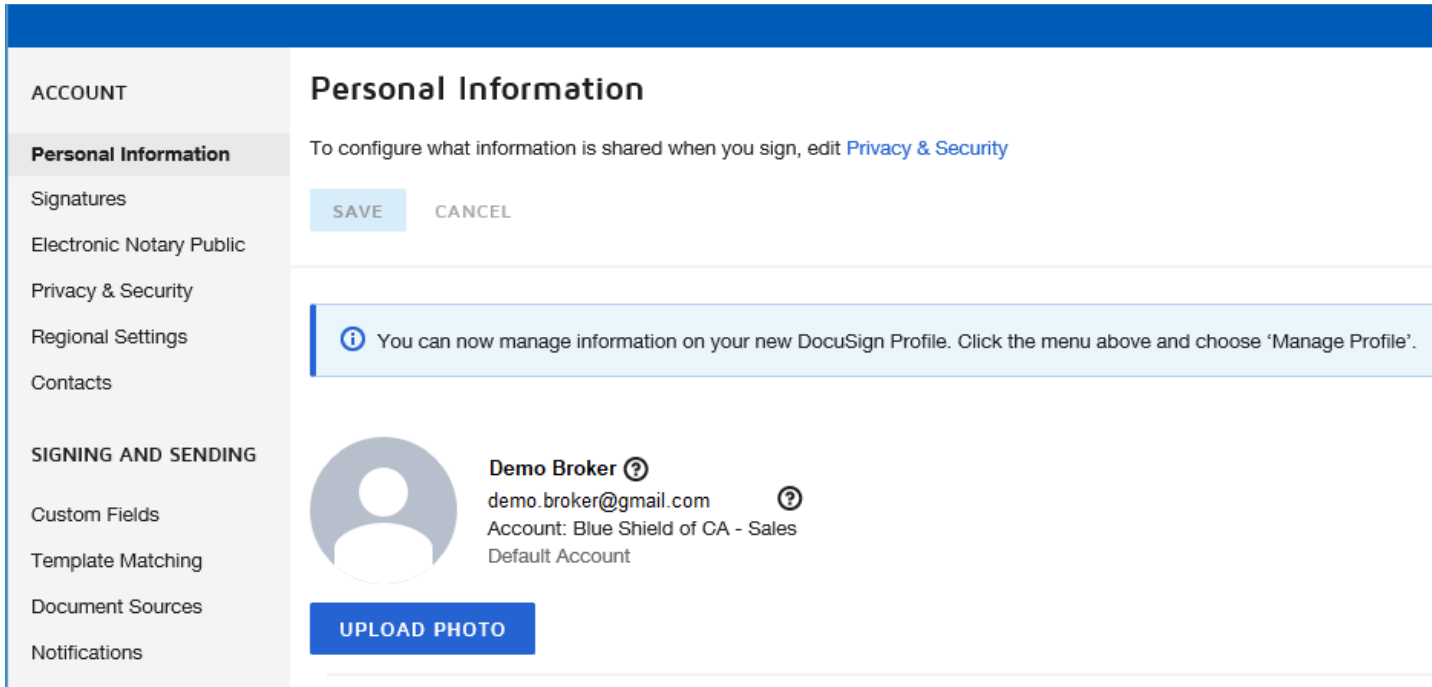 ACCOUNT
Personal Information
Signatures
Electronic Notary Public
Privacy & Security
Regional Settings
Contacts
SIGNING AND SENDING
Custom Fields
Template Matching
Document Sources
Notifications
Personal Information
To configure what information is shared when you sign, edit Privacy & Security
SAVE CANCEL
You can now manage information on your new DocuSign Profile. Click the menu above and choose ‘Manage Profile’.
Demo Broker
demo.broker@gmail.com
Account: Blue Shield of CA - Sales
Default Account
UPLOAD PHOTO